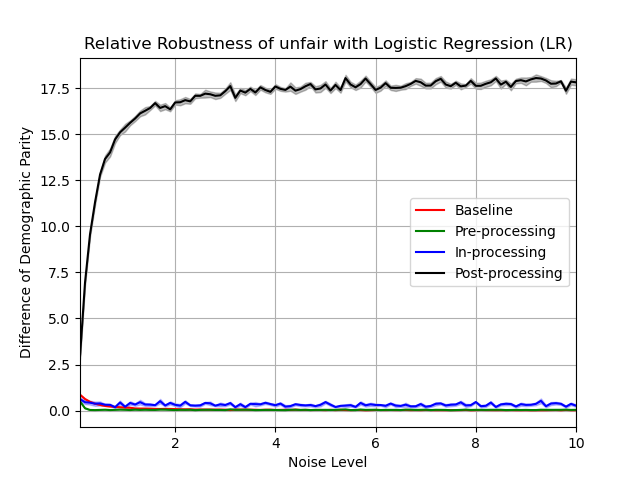 Relative Robustness of unfair with Logistic Regression (LR)
Difference of Demographic Parity
17.5
15.0
12.5
10.0
7.5
5.0
2.5
0.0
Baseline
Pre-processing
In-processing
Post-processing
2 4 6 8 10
Noise Level